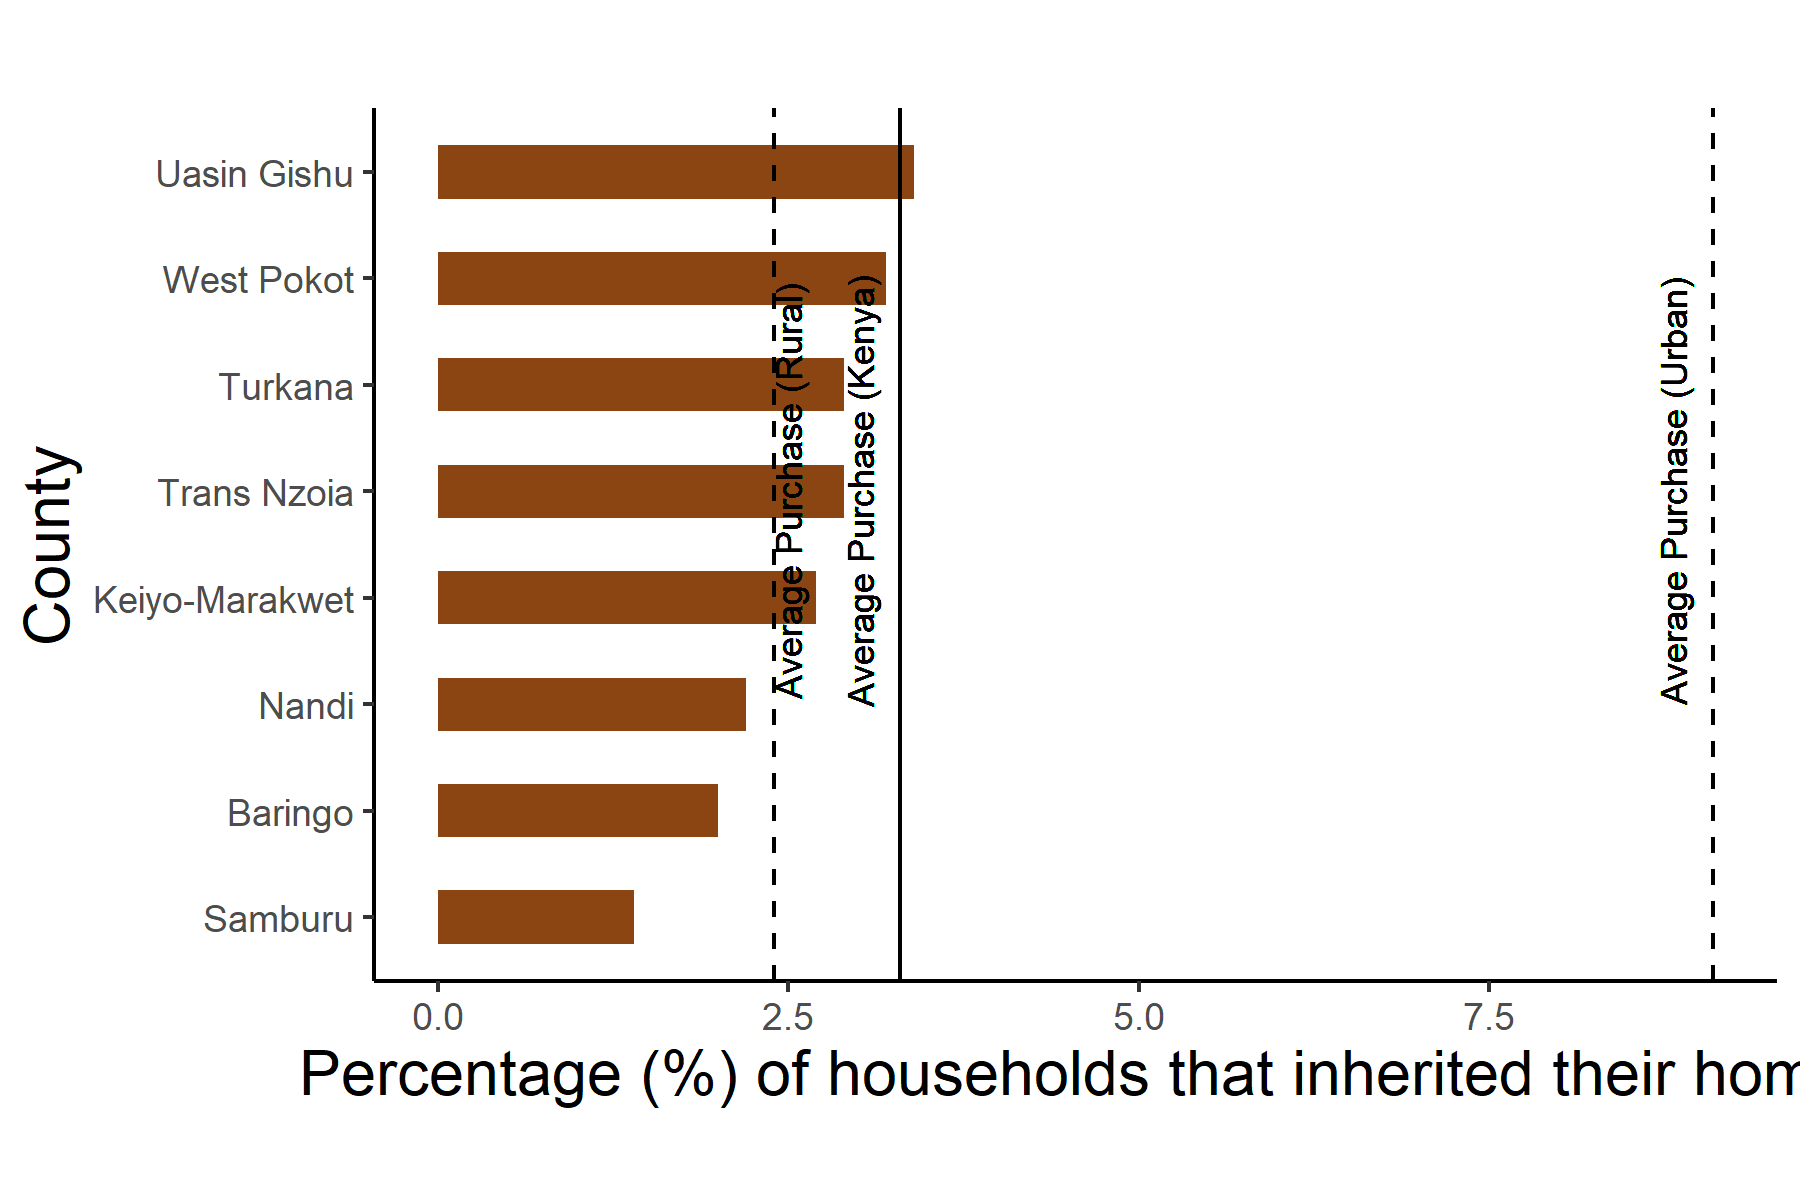 County
Uasin Gishu
West Pokot
Turkana
Trans Nzoia
Keiyo-Marakwet
Nandi
Baringo
Samburu
Average Purchase (Rural)
Average Purchase (Kenya)
Average Purchase (Urban)
0.0
2.5
5.0
7.5
Percentage (%) of households that inherited their hom